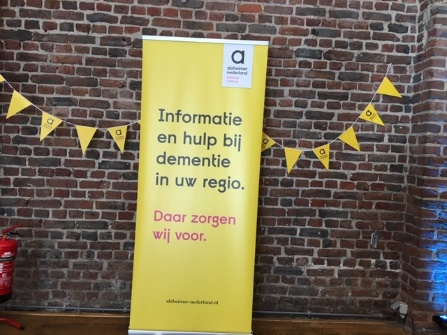 a
alzheimer
nederland
Informatie
en hulp bij
dementie
in uw regio.
Daar zorgen
wij voor.
alzheimer-nederland.nl